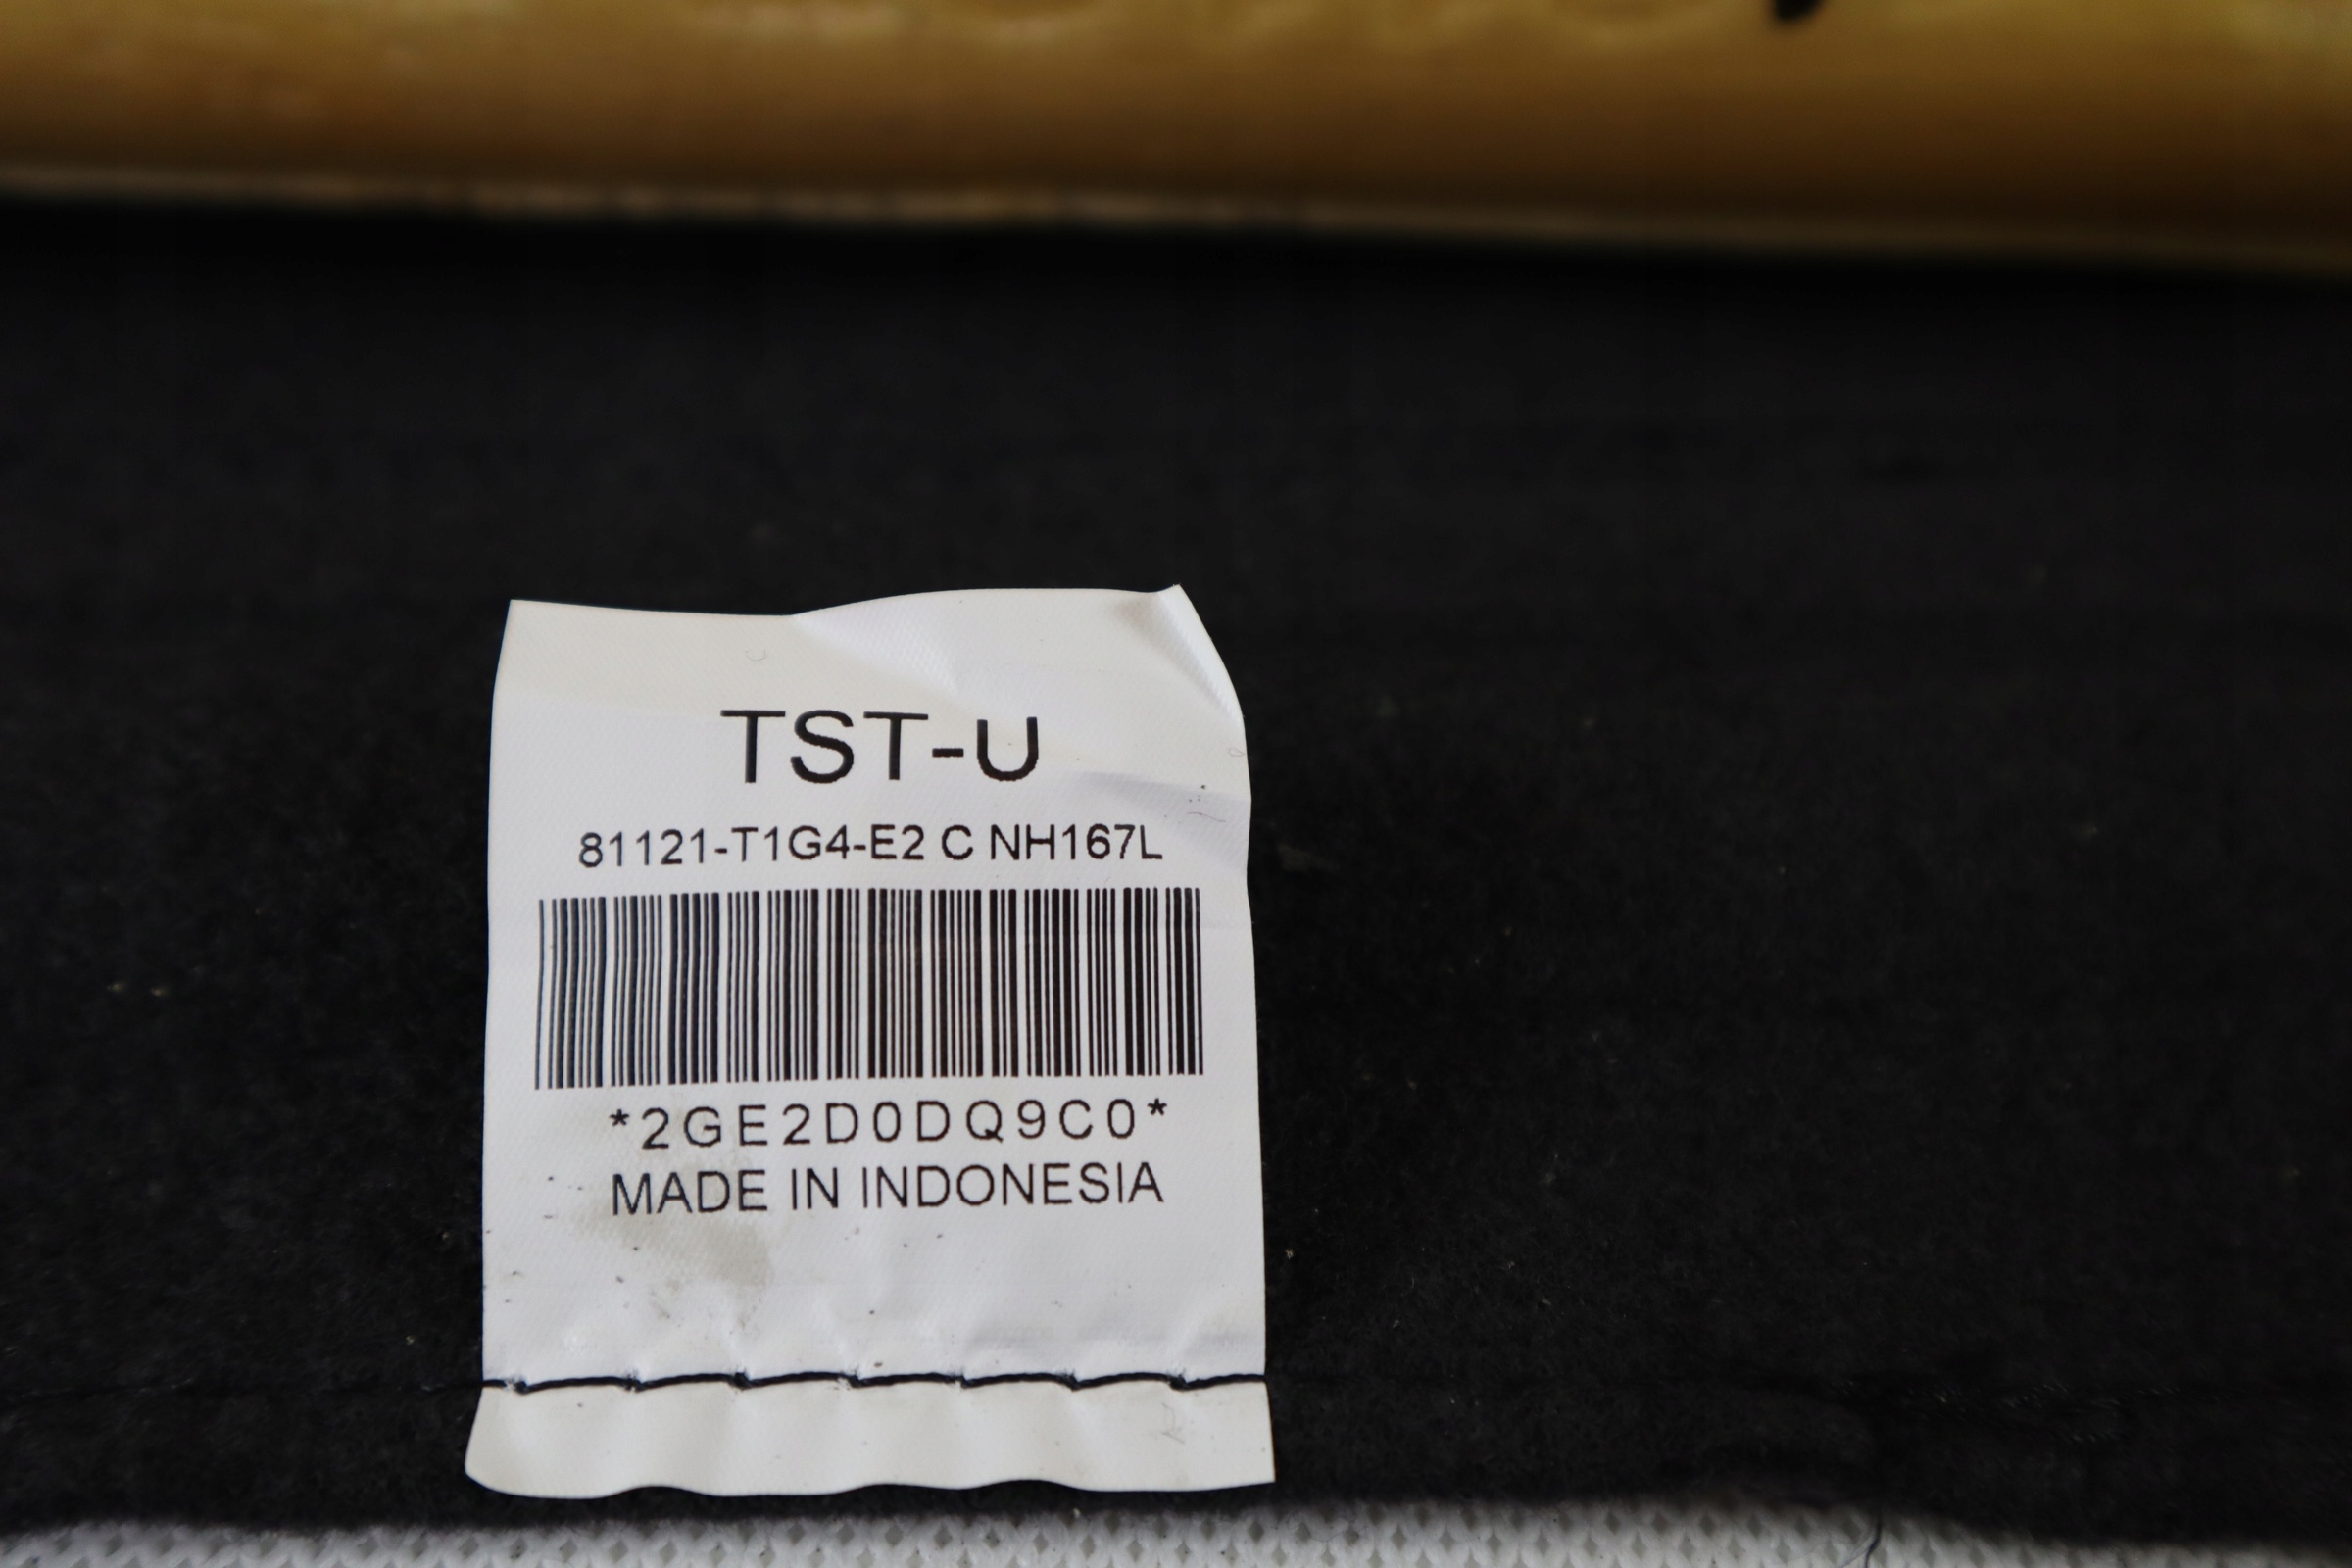 TST-U
81121-T1G4-E2 C NH167L
*2GE2D0DQ9C0*
MADE IN INDONESIA